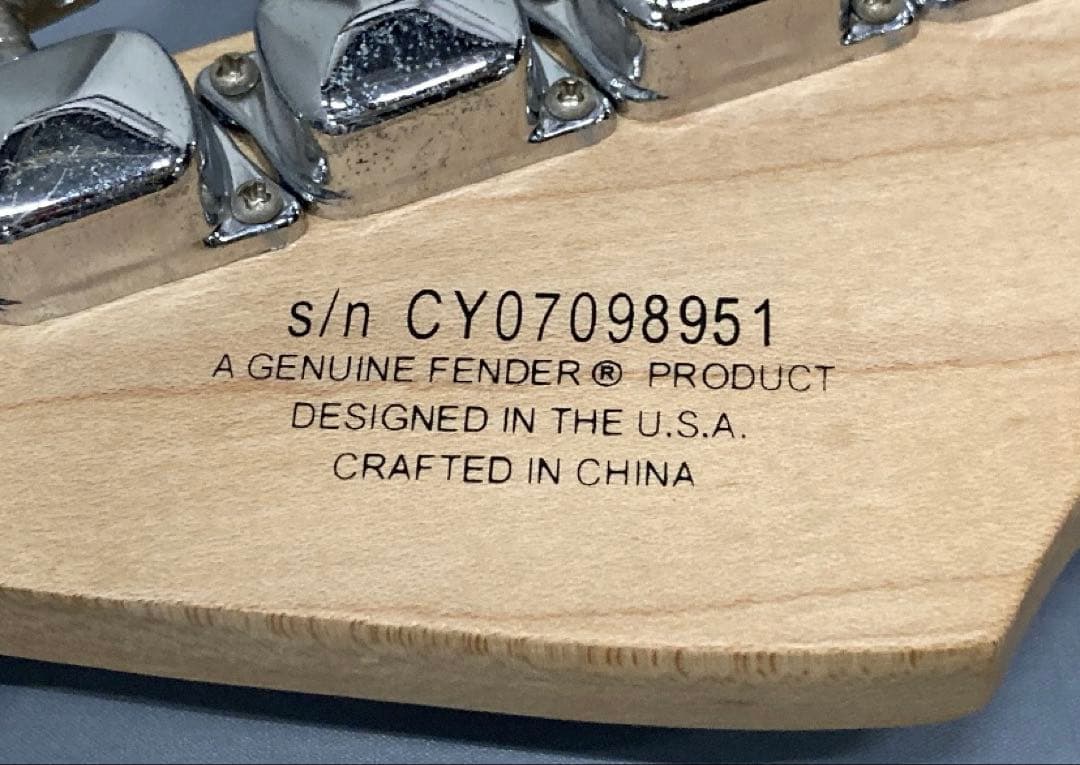 s/n CY07098951
A GENUINE FENDER® PRODUCT
DESIGNED IN THE U.S.A.
CRAFTED IN CHINA